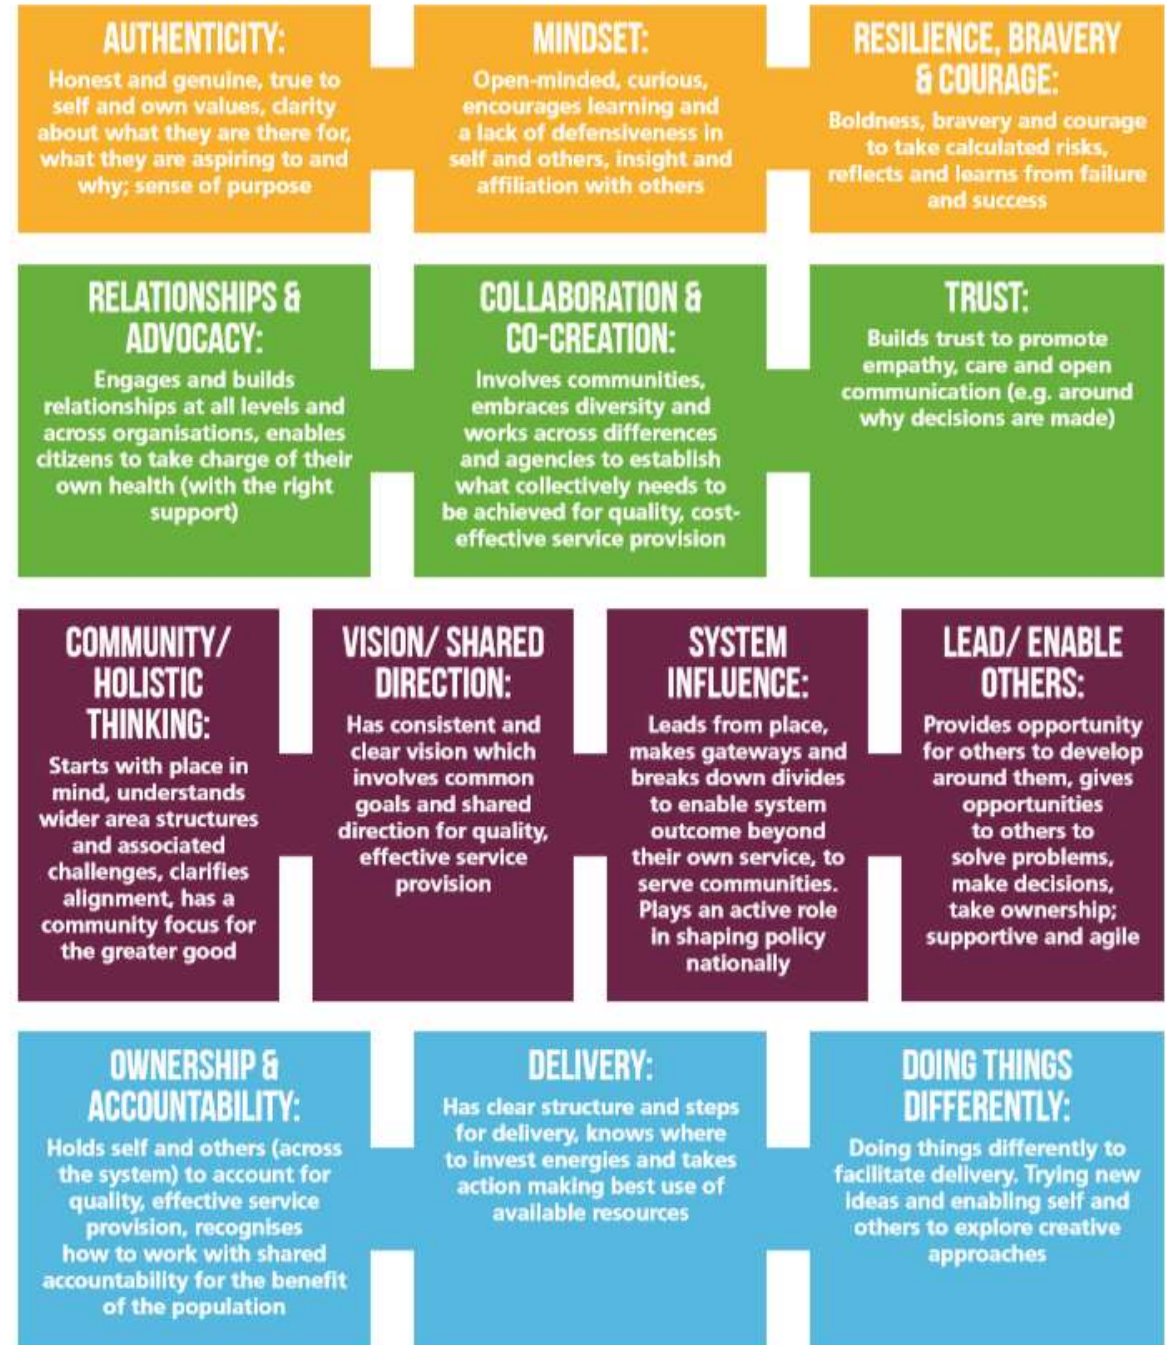 AUTHENTICITY:
Honest and genuine, true to
self and own values, clarity
about what they are there for,
what they are aspiring to and
why; sense of purpose
MINDSET:
Open-minded, curious,
encourages learning and
a lack of defensiveness in
self and others, insight and
affiliation with others
RESILIENCE, BRAVERY
& COURAGE:
Boldness, bravery and courage
to take calculated risks,
reflects and learns from failure
and success
RELATIONSHIPS &
ADVOCACY:
Engages and builds
relationships at all levels and
across organisations, enables
citizens to take charge of their
own health (with the right
support)
COLLABORATION &
CO-CREATION:
Involves communities,
embraces diversity and
works across differences
and agencies to establish
what collectively needs to
be achieved for quality, cost-
effective service provision
TRUST:
Builds trust to promote
empathy, care and open
communication (e.g. around
why decisions are made)
COMMUNITY/
HOLISTIC
THINKING:
Starts with place in
mind, understands
wider area structures
and associated
challenges, clarifies
alignment, has a
community focus for
the greater good
VISION/ SHARED
DIRECTION:
Has consistent and
clear vision which
involves common
goals and shared
direction for quality,
effective service
provision
SYSTEM
INFLUENCE:
Leads from place,
makes gateways and
breaks down divides
to enable system
outcome beyond
their own service, to
serve communities.
Plays an active role
in shaping policy
nationally
LEAD/ ENABLE
OTHERS:
Provides opportunity
for others to develop
around them, gives
opportunities
to others to
solve problems,
make decisions,
take ownership;
supportive and agile
OWNERSHIP &
ACCOUNTABILITY:
Holds self and others (across
the system) to account for
quality, effective service
provision, recognises
how to work with shared
accountability for the benefit
of the population
DELIVERY:
Has clear structure and steps
for delivery, knows where
to invest energies and takes
action making best use of
available resources
DOING THINGS
DIFFERENTLY:
Doing things differently to
facilitate delivery. Trying new
ideas and enabling self and
others to explore creative
approaches